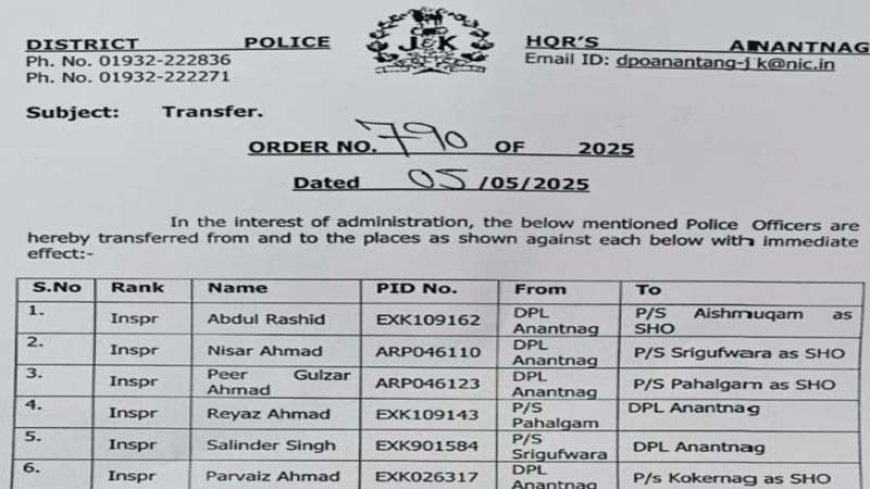 DISTRICT POLICE HQR'S ANANTNAG
J&K
Ph. No. 01932-222836
Ph. No. 01932-222271
Email ID: dpoanantang-jk@nic.in
Subject: Transfer.
ORDER NO. 790 OF 2025
Dated 05/05/2025
In the interest of administration, the below mentioned Police Officers are
hereby transferred from and to the places as shown against each below with immediate
effect:-
S.No Rank Name PID No. From To
1. Inspr Abdul Rashid EXK109162 DPL Anantnag P/S Aishmuqam as SHO
2. Inspr Nisar Ahmad ARP046110 DPL Anantnag P/S Srigufwara as SHO
3. Inspr Peer Gulzar Ahmad ARP046123 DPL Anantnag P/S Pahalgam as SHO
4. Inspr Reyaz Ahmad EXK109143 P/S Pahalgam DPL Anantnag
5. Inspr Salinder Singh EXK901584 P/S Srigufwara DPL Anantnag
6. Inspr Parvaiz Ahmad EXK026317 DPL Anantnag P/s Kokernag as SHO